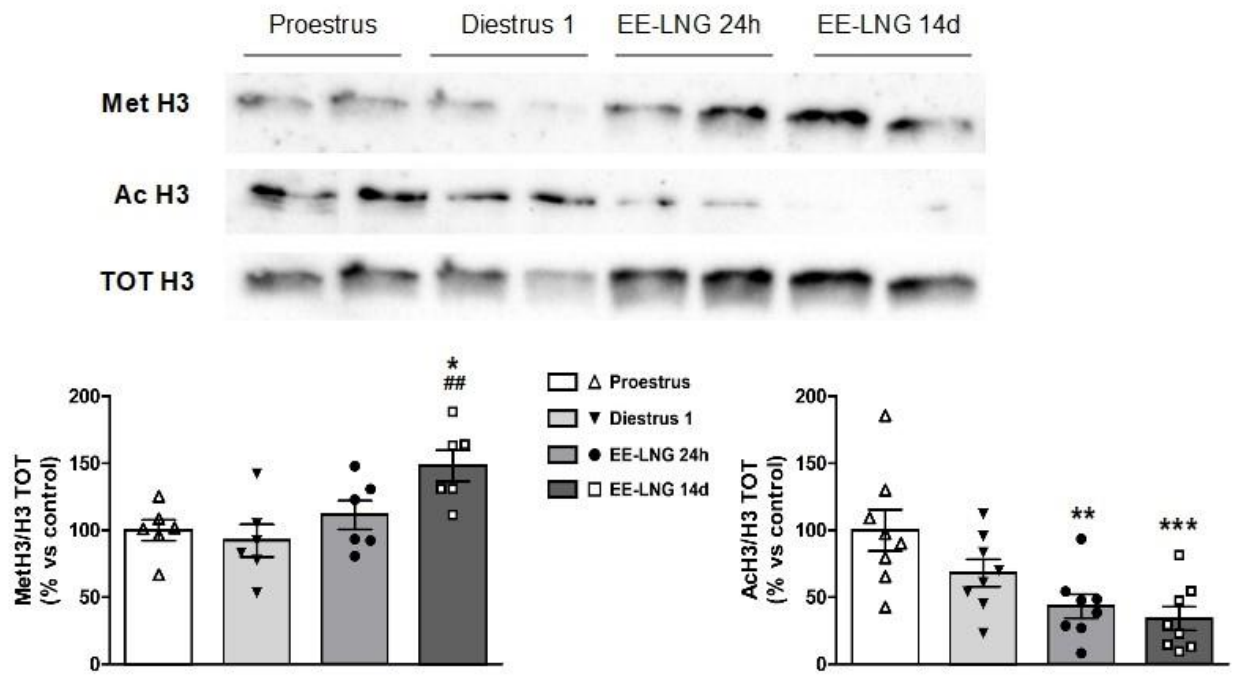 Proestrus Diestrus 1 EE-LNG 24h EE-LNG 14d
Met H3
Ac H3
TOT H3
MetH3/H3 TOT
(% vs control)
200
150
100
50
0
*
##
Proestrus
Diestrus 1
EE-LNG 24h
EE-LNG 14d
AcH3/H3 TOT
(% vs control)
200
150
100
50
0
**
***